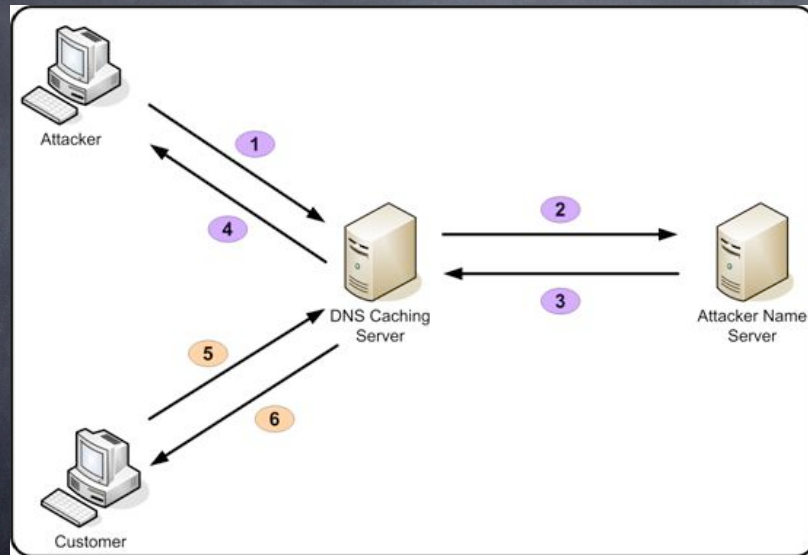 Attacker
1
4
2
3
DNS Caching
Server
Attacker Name
Server
5
6
Customer